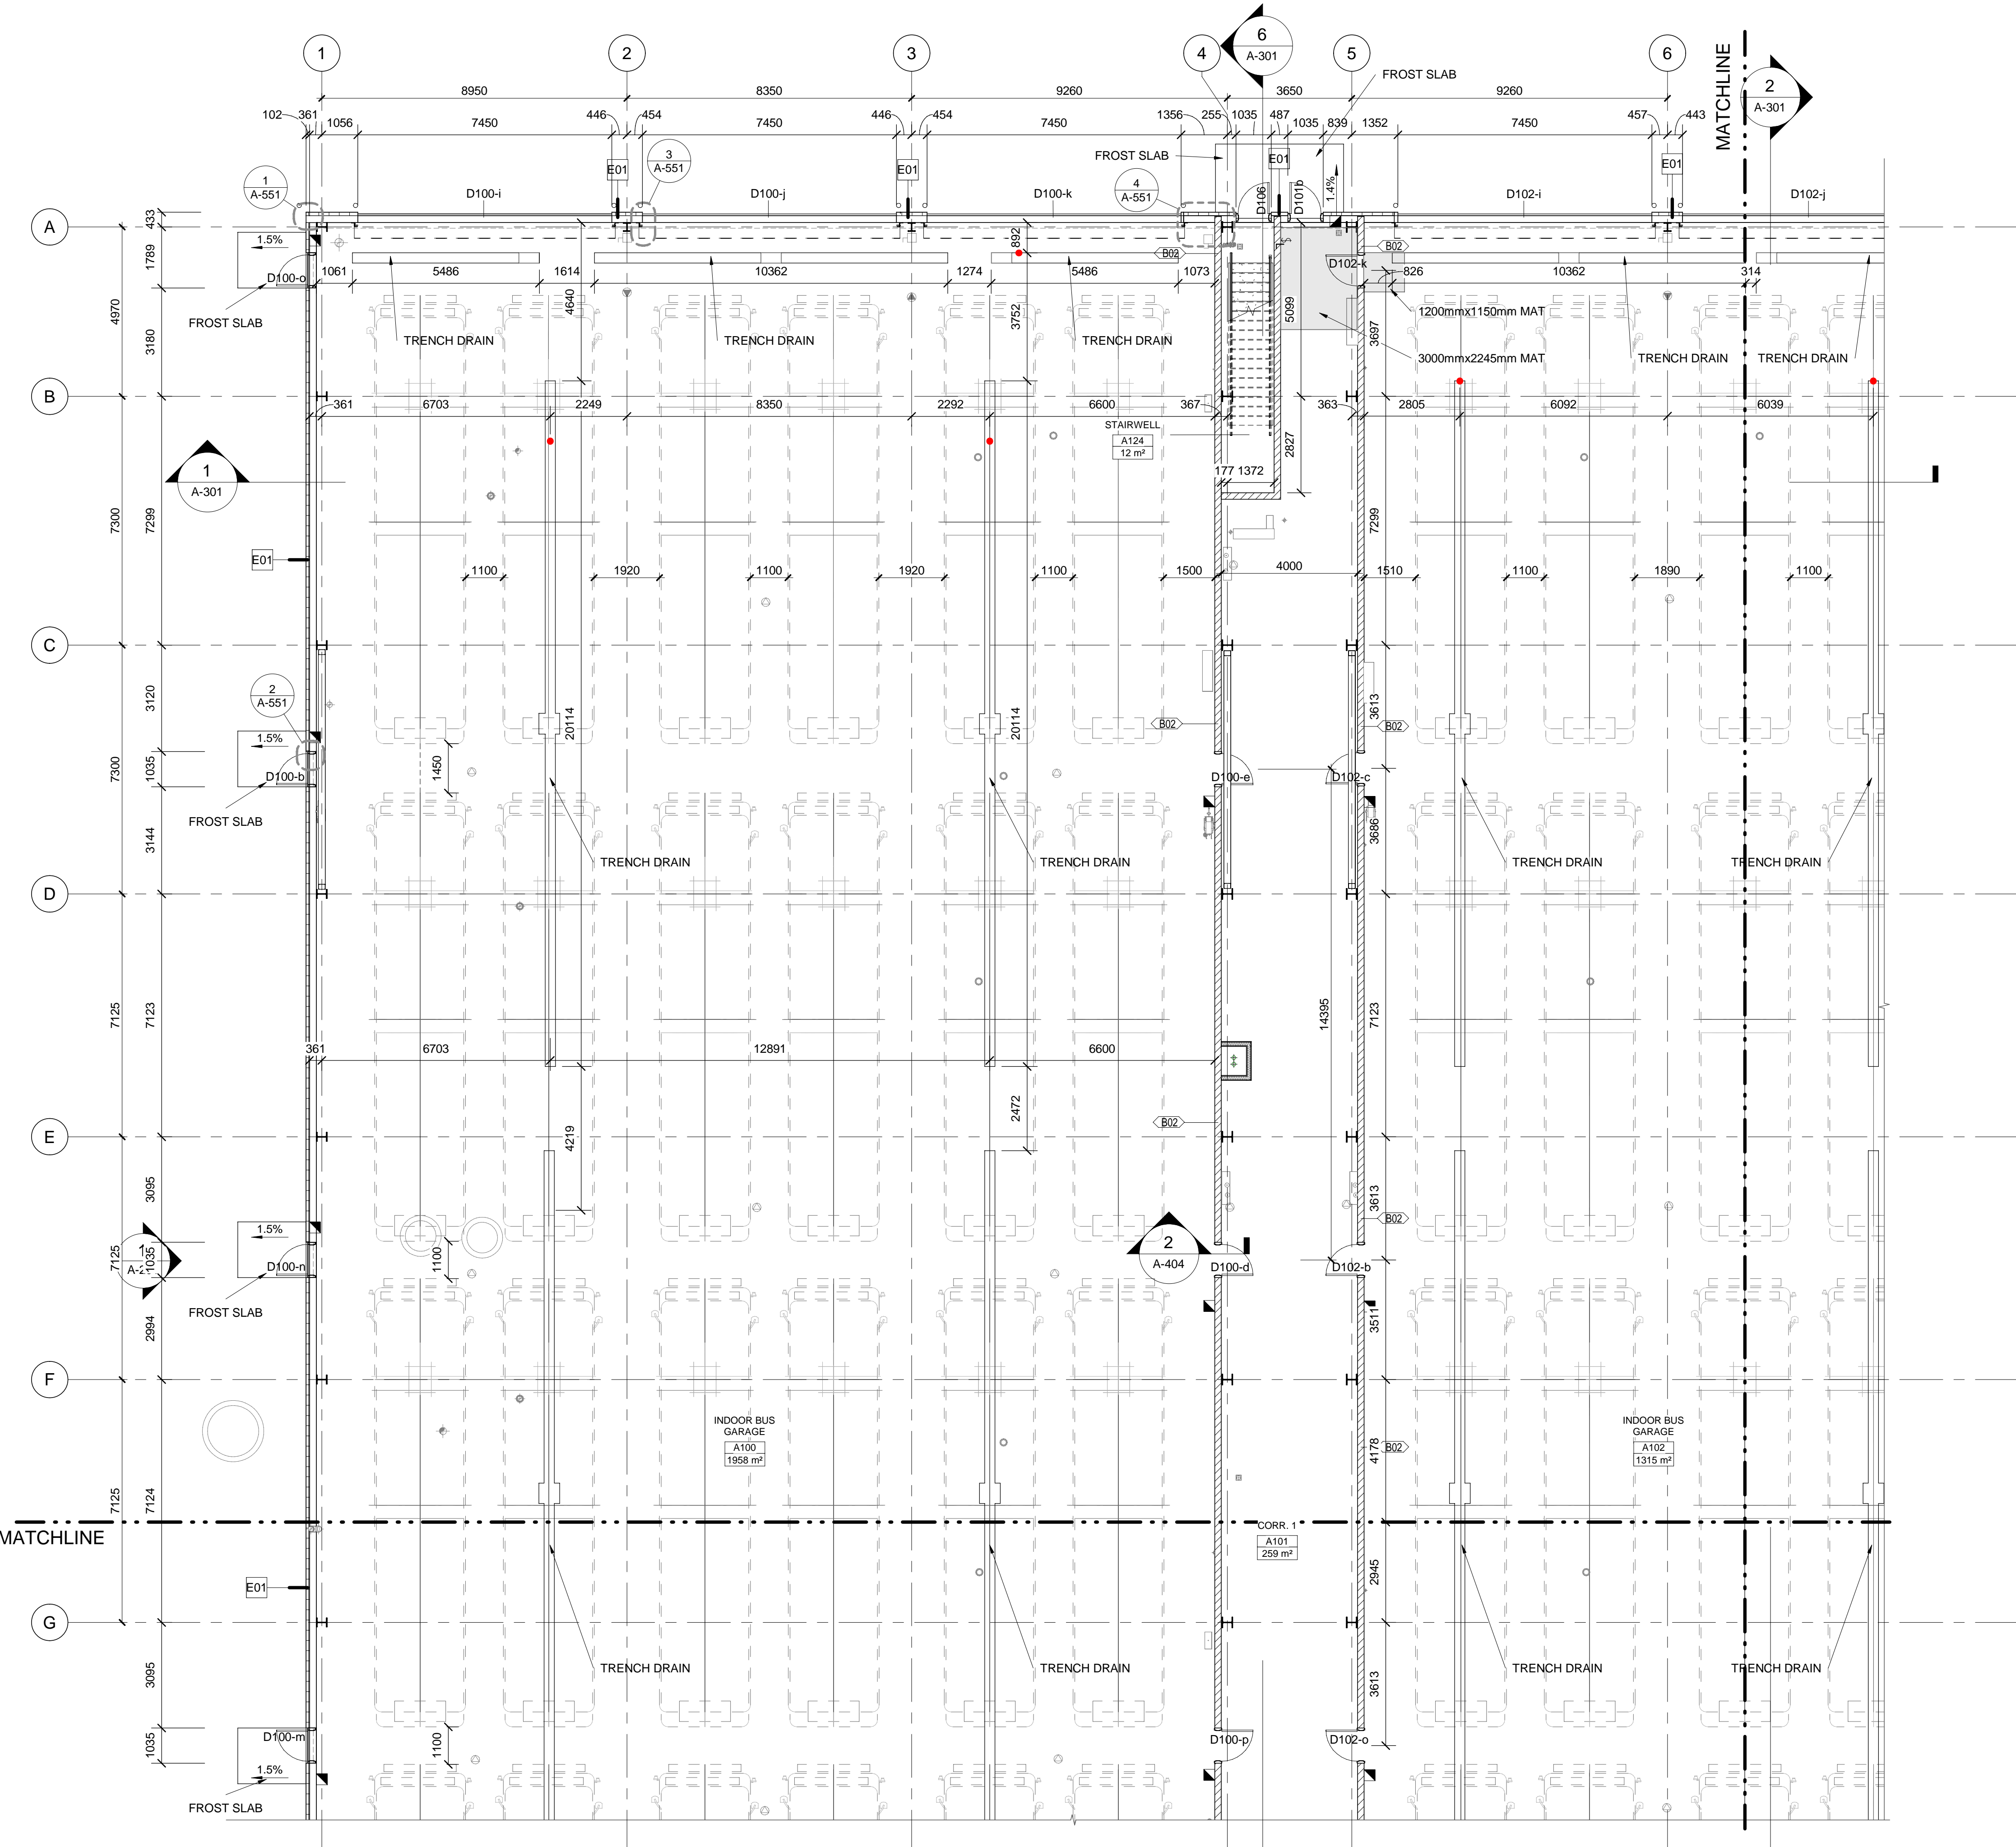 1
2
3
4
6
A-301
5
6
MATCHLINE
2
A-301
FROST SLAB
8950
8350
9260
3650
9260
102
361
1056
7450
446
454
7450
446
454
7450
1356
255
1035
487
1035
839
1352
7450
457
443
E01
3
A-551
E01
FROST SLAB
E01
E01
1
A-551
4
A-551
D100-i
D100-j
D100-k
D106
D101b
1.4%
D102-i
D102-j
A
433
1789
1.5%
892
B02
B02
D100-o
1061
5486
1614
10362
1274
5486
1073
D102-k
826
10362
314
4970
3180
FROST SLAB
4640
3752
5099
3697
1200mmx1150mm MAT
TRENCH DRAIN
TRENCH DRAIN
TRENCH DRAIN
3000mmx2245mm MAT
TRENCH DRAIN
TRENCH DRAIN
B
361
6703
2249
8350
2292
6600
367
363
2805
6092
6039
STAIRWELL
A124
12 m²
2827
177
1372
1
A-301
7300
7299
7299
E01
1100
1920
1100
1920
1100
1500
4000
1510
1100
1890
1100
C
3120
2
A-551
20114
20114
3613
B02
B02
1.5%
7300
1035
D100-b
1450
D100-e
D102-c
FROST SLAB
3144
3686
TRENCH DRAIN
TRENCH DRAIN
TRENCH DRAIN
TRENCH DRAIN
D
7125
7123
14395
7123
361
6703
12891
6600
2472
B02
E
4219
3095
3613
B02
1.5%
1
A-2
7125
1035
D100-n
1100
2
A-404
D100-d
D102-b
FROST SLAB
2994
3511
F
INDOOR BUS
GARAGE
A100
1958 m²
INDOOR BUS
GARAGE
A102
1315 m²
4178
B02
7125
7124
MATCHLINE
CORR. 1
A101
259 m²
2945
E01
G
3095
TRENCH DRAIN
TRENCH DRAIN
TRENCH DRAIN
TRENCH DRAIN
3613
1035
D100-m
1100
D100-p
D102-o
1.5%
FROST SLAB